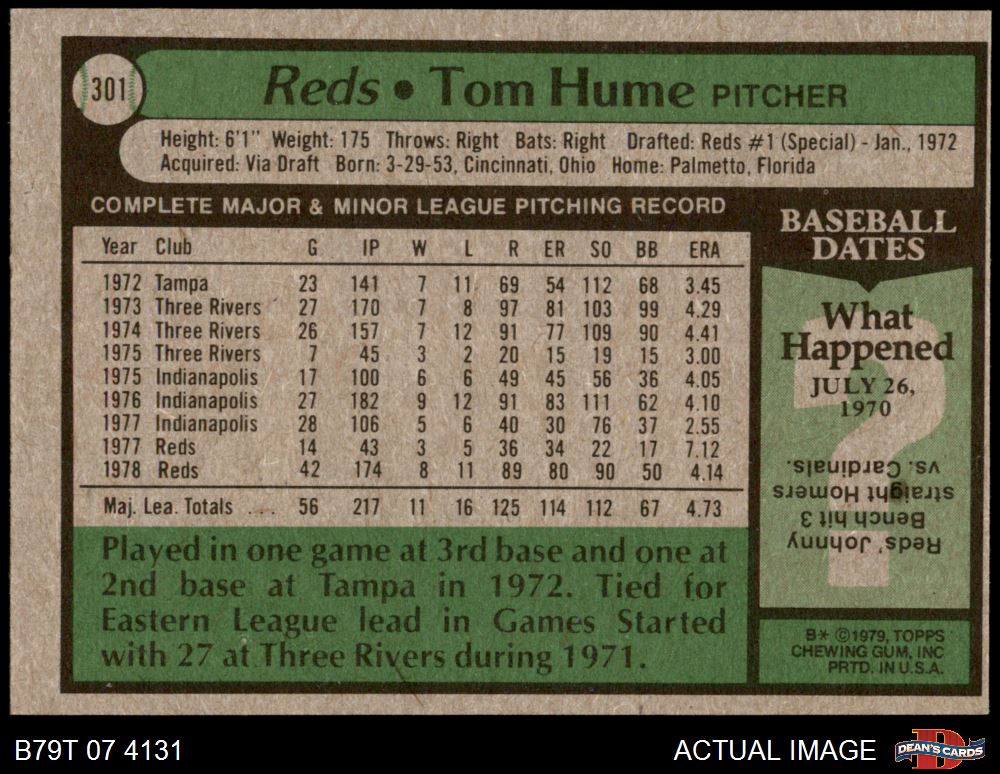 301
Reds • Tom Hume PITCHER
Height: 6'1" Weight: 175 Throws: Right Bats: Right Drafted: Reds #1 (Special) - Jan., 1972
Acquired: Via Draft Born: 3-29-53, Cincinnati, Ohio Home: Palmetto, Florida
COMPLETE MAJOR & MINOR LEAGUE PITCHING RECORD
Year Club G IP W L R ER SO BB ERA
1972 Tampa 23 141 7 11 69 54 112 68 3.45
1973 Three Rivers 27 170 7 8 97 81 103 99 4.29
1974 Three Rivers 26 157 7 12 91 77 109 90 4.41
1975 Three Rivers 7 45 3 2 20 15 19 15 3.00
1975 Indianapolis 17 100 6 6 49 45 56 36 4.05
1976 Indianapolis 27 182 9 12 91 83 111 62 4.10
1977 Indianapolis 28 106 5 6 40 30 76 37 2.55
1977 Reds 14 43 3 5 36 34 22 17 7.12
1978 Reds 42 174 8 11 89 80 90 50 4.14
Maj. Lea. Totals ... 56 217 11 16 125 114 112 67 4.73
Played in one game at 3rd base and one at
2nd base at Tampa in 1972. Tied for
Eastern League lead in Games Started
with 27 at Three Rivers during 1971.
BASEBALL
DATES
What
Happened
JULY 26,
1970
?
Reds' Johnny
Bench hit 3
straight Homers
vs. Cardinals.
B* ©1979, TOPPS
CHEWING GUM, INC
PRTD. IN U.S.A.
B79T 07 4131
ACTUAL IMAGE
DEAN'S CARDS